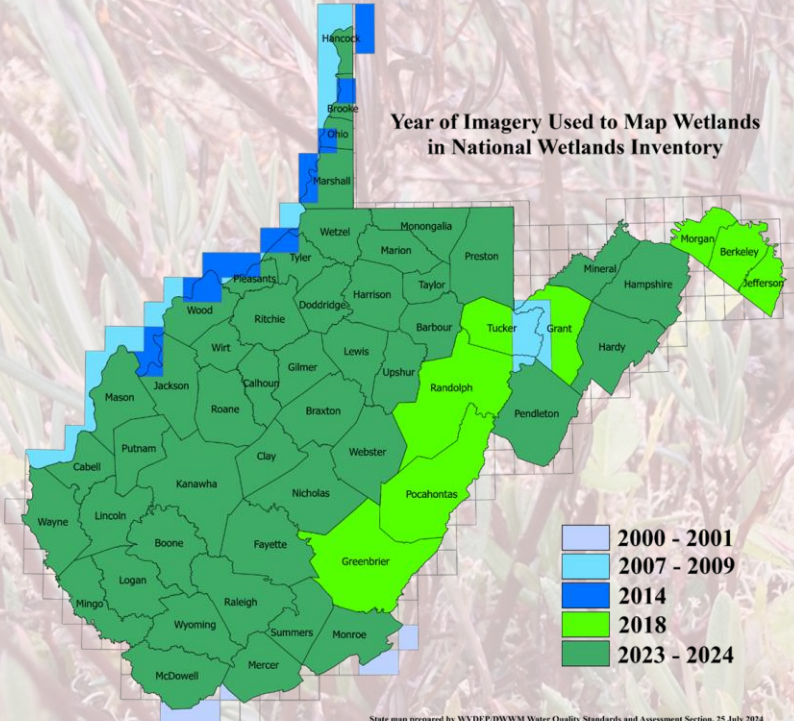 Hancock
Brooke
Year of Imagery Used to Map Wetlands
in National Wetlands Inventory
Ohio
Marshall
Wetzel
Monongalia
Marion
Preston
Tyler
Pleasants
Taylor
Harrison
Doddridge
Wood
Ritchie
Barbour
Morgan
Berkeley
Jefferson
Mineral
Hampshire
Tucker
Grant
Hardy
Wirt
Lewis
Gilmer
Upshur
Calhoun
Jackson
Mason
Roane
Braxton
Randolph
Pendleton
Putnam
Clay
Webster
Cabell
Kanawha
Nicholas
Pocahontas
Wayne
Lincoln
Boone
Fayette
Greenbrier
Logan
Mingo
Raleigh
Wyoming
Summers
Monroe
McDowell
Mercer
2000 - 2001
2007 - 2009
2014
2018
2023 - 2024
State map prepared by WVDEP/DWWM Water Quality Standards and Assessment Section, 25 July 2024